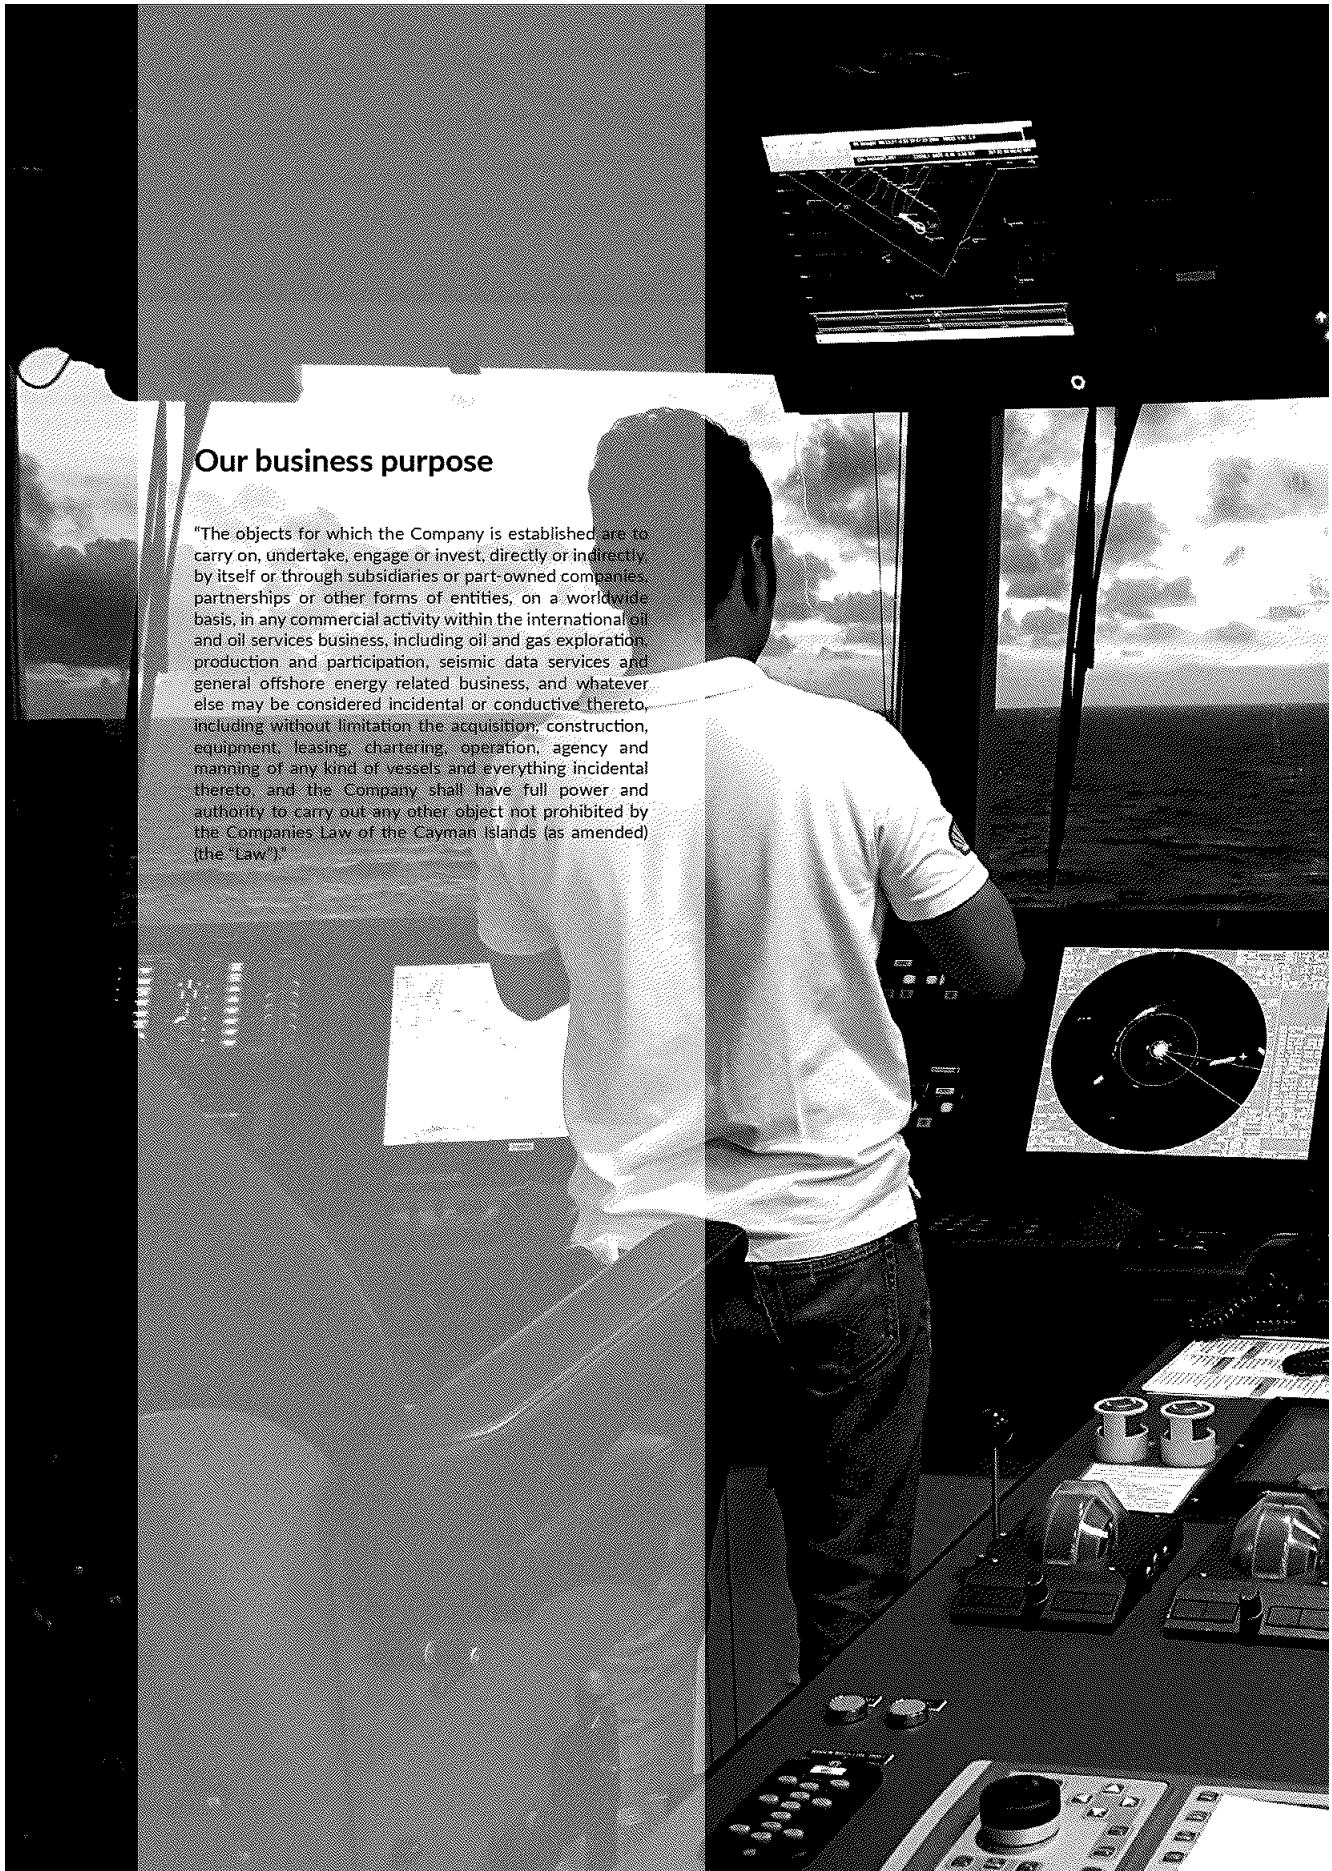 Our business purpose
“The objects for which the Company is established are to
carry on, undertake, engage or invest, directly or indirectly,
by itself or through subsidiaries or part-owned companies,
partnerships or other forms of entities, on a worldwide
basis, in any commercial activity within the international oil
and oil services business, including oil and gas exploration,
production and participation, seismic data services and
general offshore energy related business, and whatever
else may be considered incidental or conductive thereto,
including without limitation the acquisition, construction,
equipment, leasing, chartering, operation, agency and
manning of any kind of vessels and everything incidental
thereto, and the Company shall have full power and
authority to carry out any other object not prohibited by
the Companies Law of the Cayman Islands (as amended)
(the “Law”).”